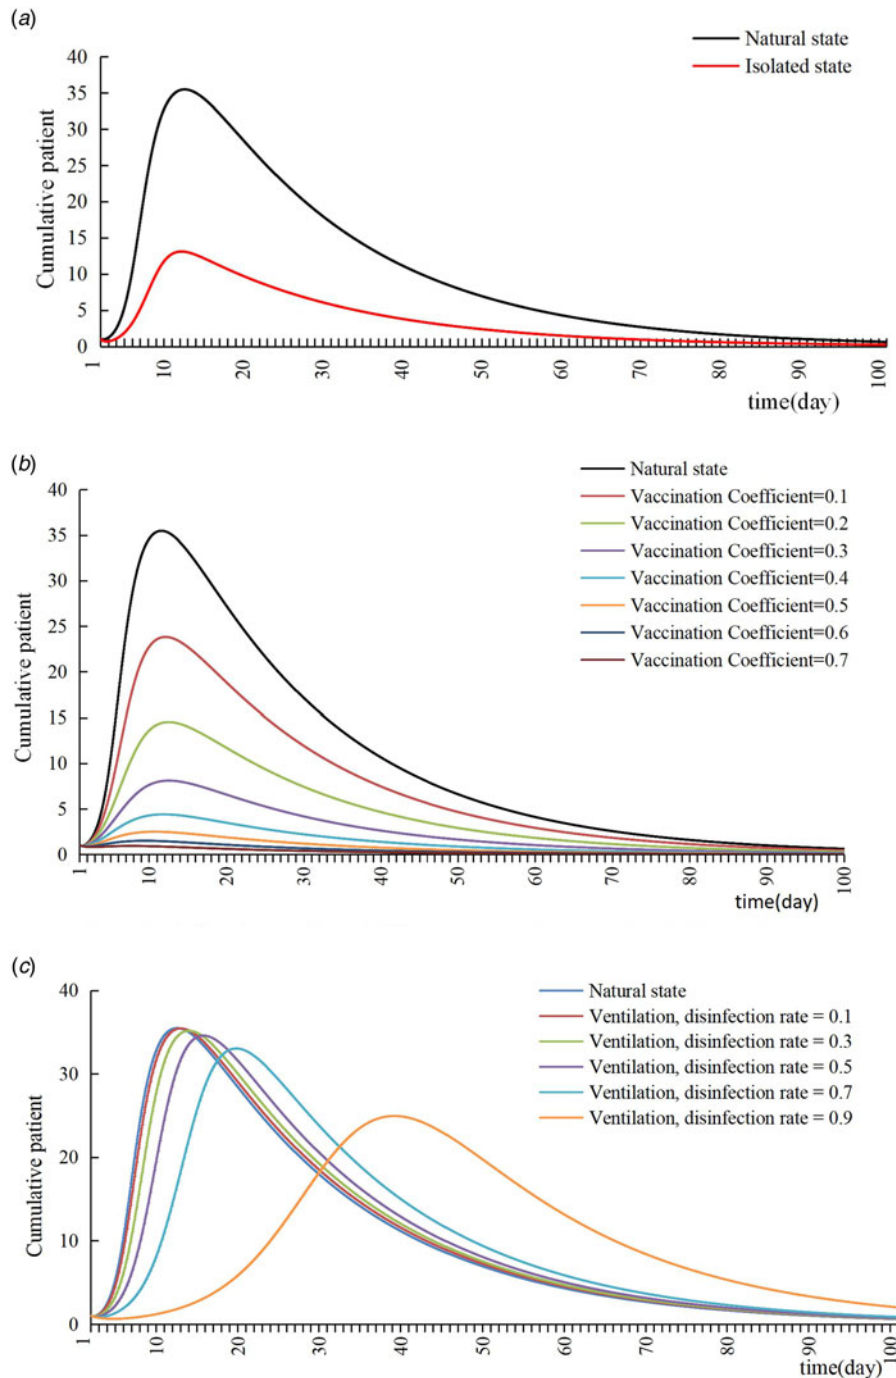 (a)
Natural state
Isolated state
40
35
30
25
20
15
10
5
0
Cumulative patient
1
10
20
30
40
50
60
70
80
90
100
time(day)
(b)
Natural state
Vaccination Coefficient=0.1
Vaccination Coefficient=0.2
Vaccination Coefficient=0.3
Vaccination Coefficient=0.4
Vaccination Coefficient=0.5
Vaccination Coefficient=0.6
Vaccination Coefficient=0.7
40
35
30
25
20
15
10
5
0
Cumulative patient
1
10
20
30
40
50
60
70
80
90
100
time(day)
(c)
Natural state
Ventilation, disinfection rate = 0.1
Ventilation, disinfection rate = 0.3
Ventilation, disinfection rate = 0.5
Ventilation, disinfection rate = 0.7
Ventilation, disinfection rate = 0.9
40
30
20
10
0
Cumulative patient
1
10
20
30
40
50
60
70
80
90
100
time(day)